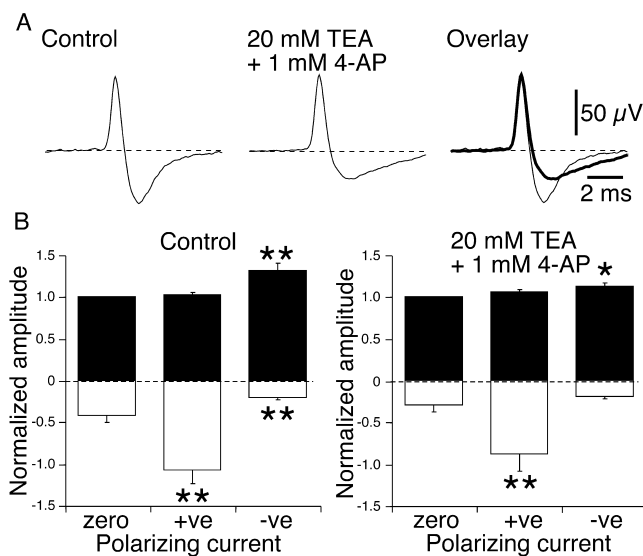 A
Control
20 mM TEA
+ 1 mM 4-AP
Overlay
50 µV
2 ms
B
Control
Normalized amplitude
1.5
1.0
0.5
0
-0.5
-1.0
-1.5
**
**
**
zero
+ve
-ve
Polarizing current
20 mM TEA
+ 1 mM 4-AP
Normalized amplitude
1.5
1.0
0.5
0
-0.5
-1.0
-1.5
*
**
zero
+ve
-ve
Polarizing current